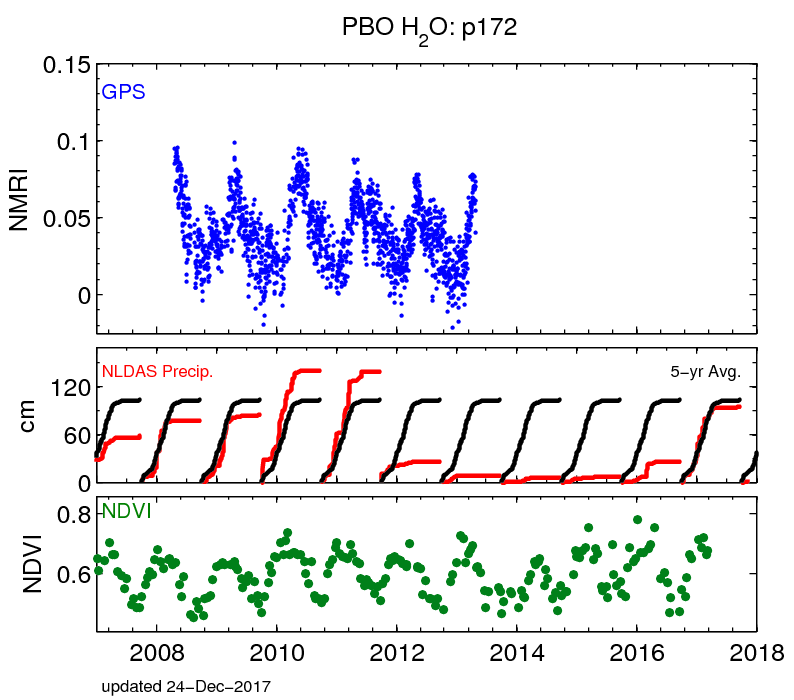 PBO H₂O: p172
0.15
GPS
0.1
NMRI
0.05
0
NLDAS Precip. 5−yr Avg.
120
cm
60
0
NDVI
0.8
NDVI
0.6
2008 2010 2012 2014 2016 2018
updated 24−Dec−2017